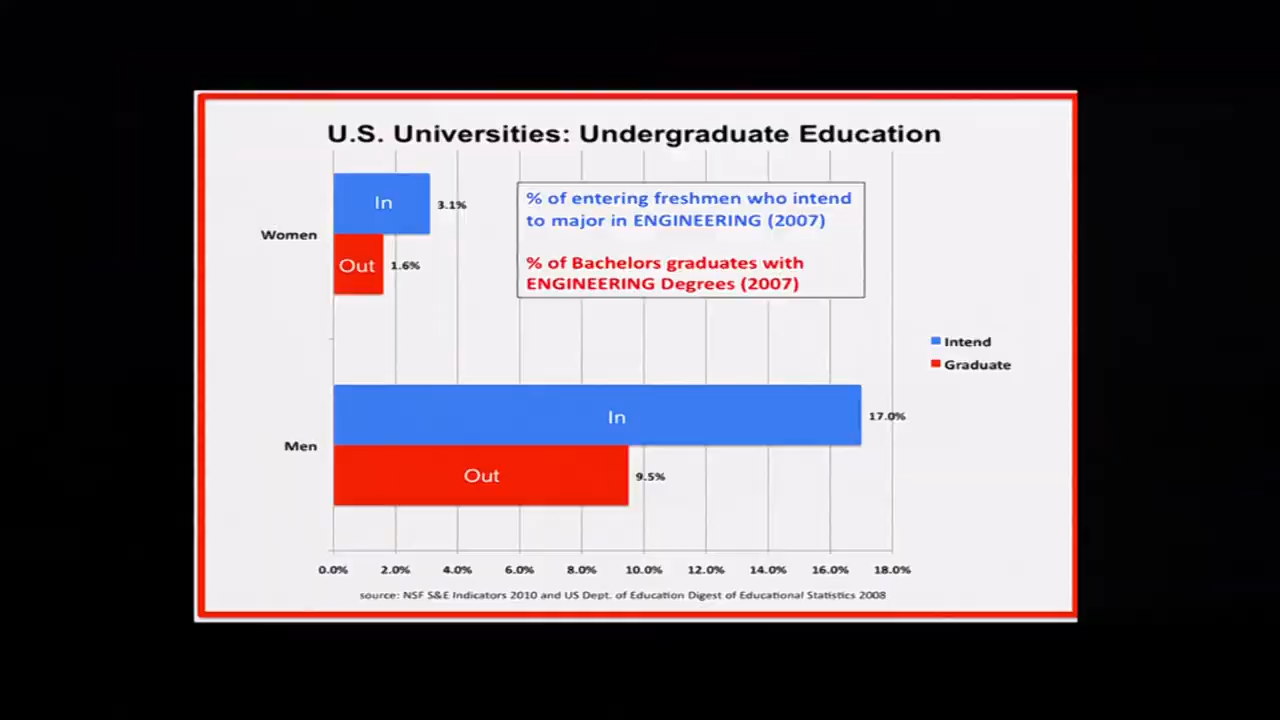 U.S. Universities: Undergraduate Education
In
3.1%
Women
Out
1.6%
% of entering freshmen who intend
to major in ENGINEERING (2007)
% of Bachelors graduates with
ENGINEERING Degrees (2007)
Intend
Graduate
In
17.0%
Men
Out
9.5%
0.0% 2.0% 4.0% 6.0% 8.0% 10.0% 12.0% 14.0% 16.0% 18.0%
source: NSF S&E Indicators 2010 and US Dept. of Education Digest of Educational Statistics 2008